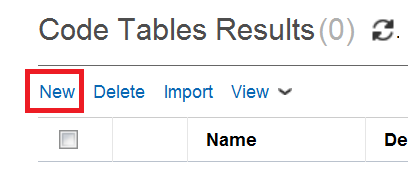 Code Tables Results (0) .
New Delete Import View
Name De